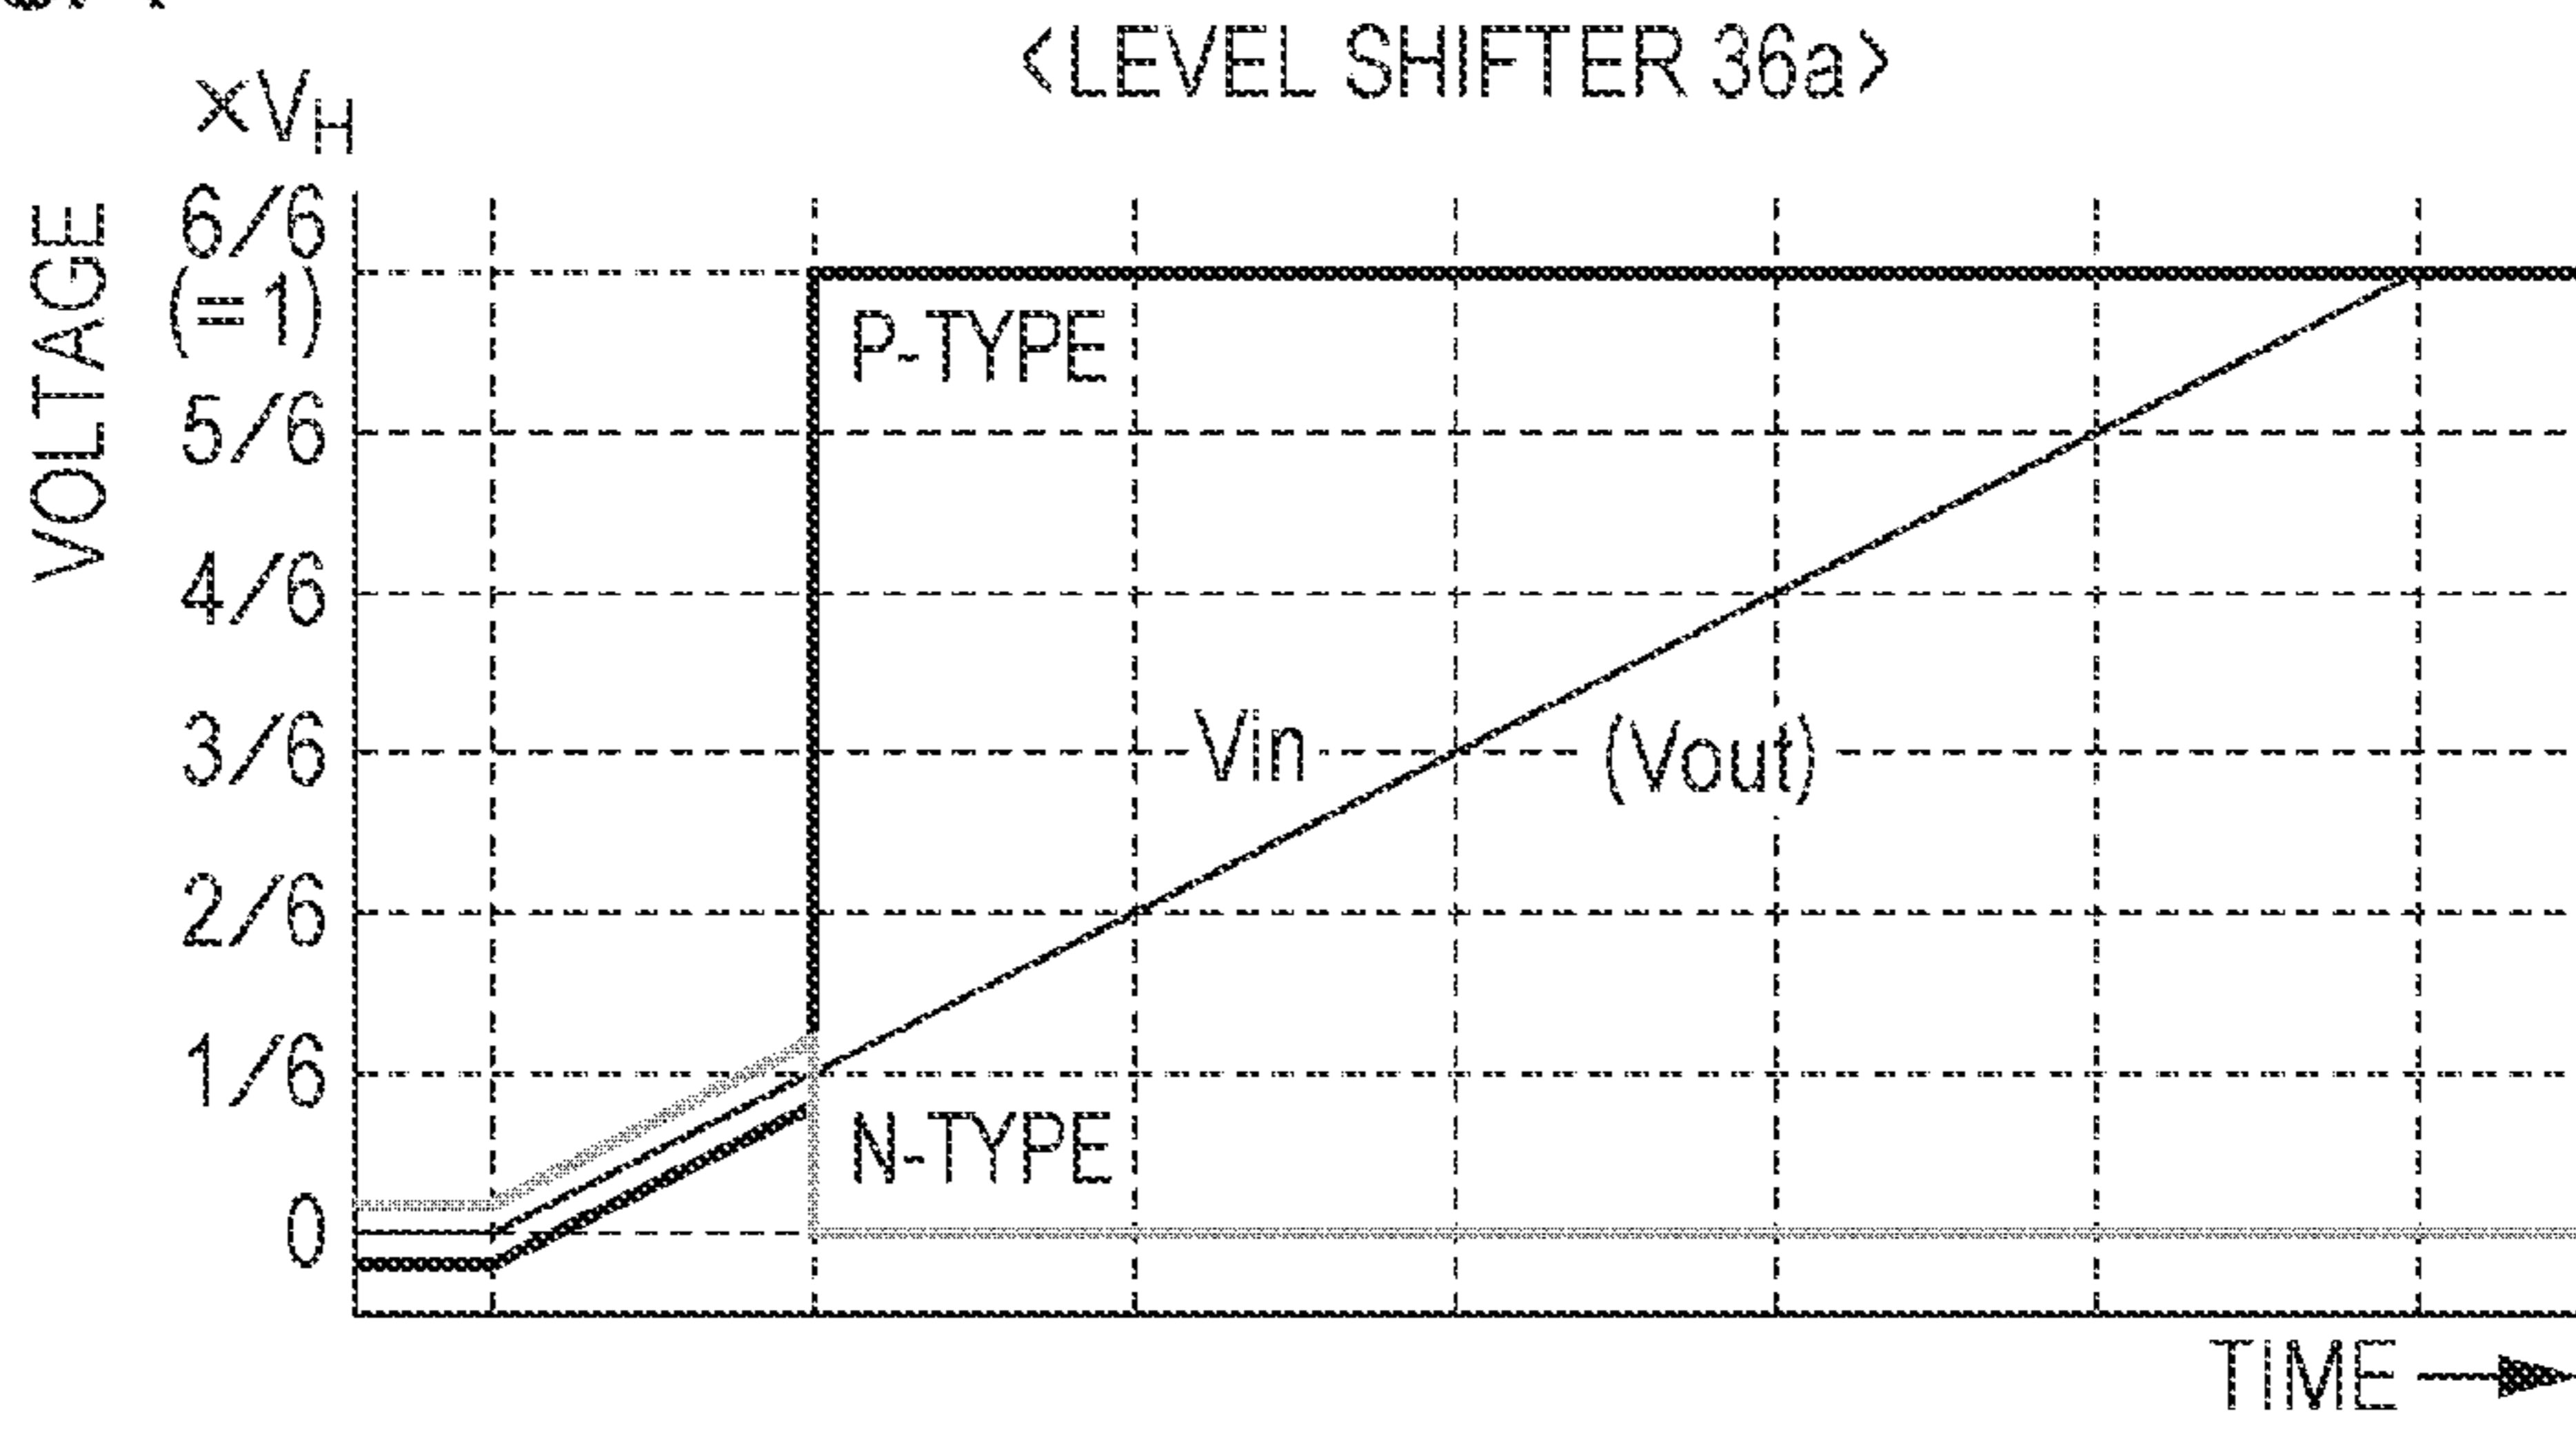 <LEVEL SHIFTER 36a>
×VH
VOLTAGE
6/6
(=1)
P-TYPE
5/6
4/6
3/6
Vin
(Vout)
2/6
1/6
N-TYPE
0
TIME